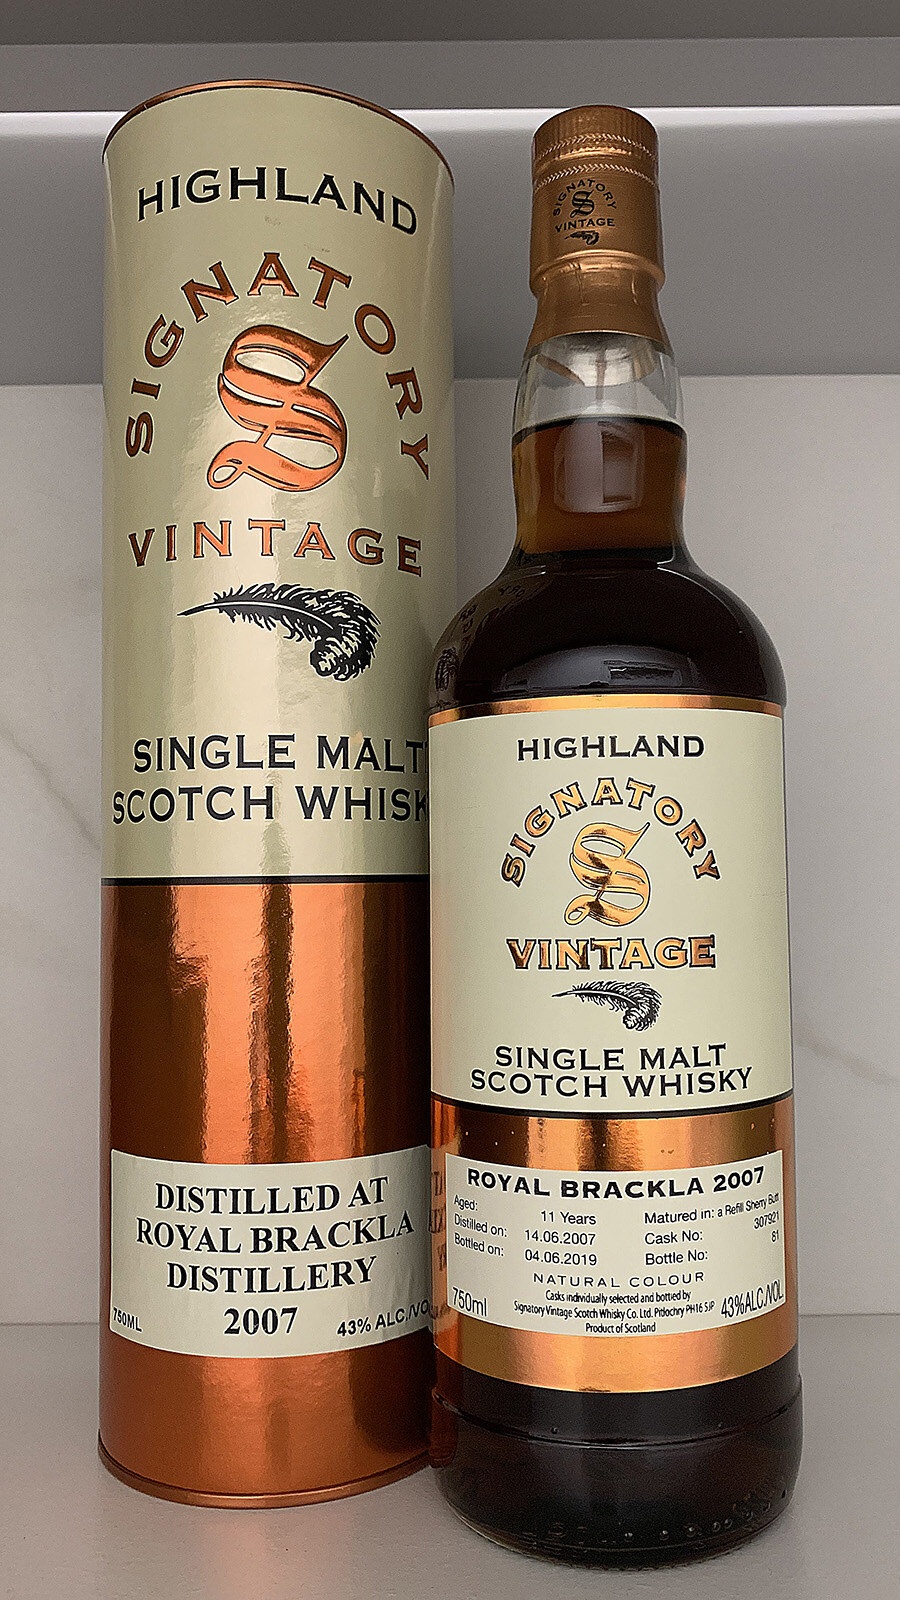 HIGHLAND
SIGNATORY
S
VINTAGE
SINGLE MALT
SCOTCH WHISK
DISTILLED AT
ROYAL BRACKLA
DISTILLERY
2007
750ML
43% ALC./VO
SIGNATORY
S
VINTAGE
HIGHLAND
SIGNATORY
S
VINTAGE
SINGLE MALT
SCOTCH WHISKY
ROYAL BRACKLA 2007
Aged: 11 Years Matured in: a Refill Sherry Butt
Distilled on: 14.06.2007 Cask No: 307921
Bottled on: 04.06.2019 Bottle No: 61
NATURAL COLOUR
Casks individually selected and bottled by
750ml Signatory Vintage Scotch Whisky Co. Ltd. Pitlochry PH16 5JP 43%ALC./VOL.
Product of Scotland